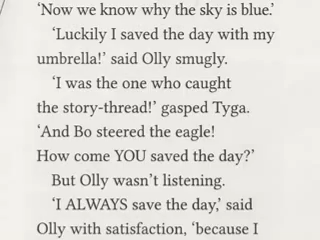 ‘Now we know why the sky is blue.’
‘Luckily I saved the day with my
umbrella!’ said Olly smugly.
‘I was the one who caught
the story-thread!’ gasped Tyga.
‘And Bo steered the eagle!
How come YOU saved the day?’
But Olly wasn’t listening.
‘I ALWAYS save the day,’ said
Olly with satisfaction, ‘because I